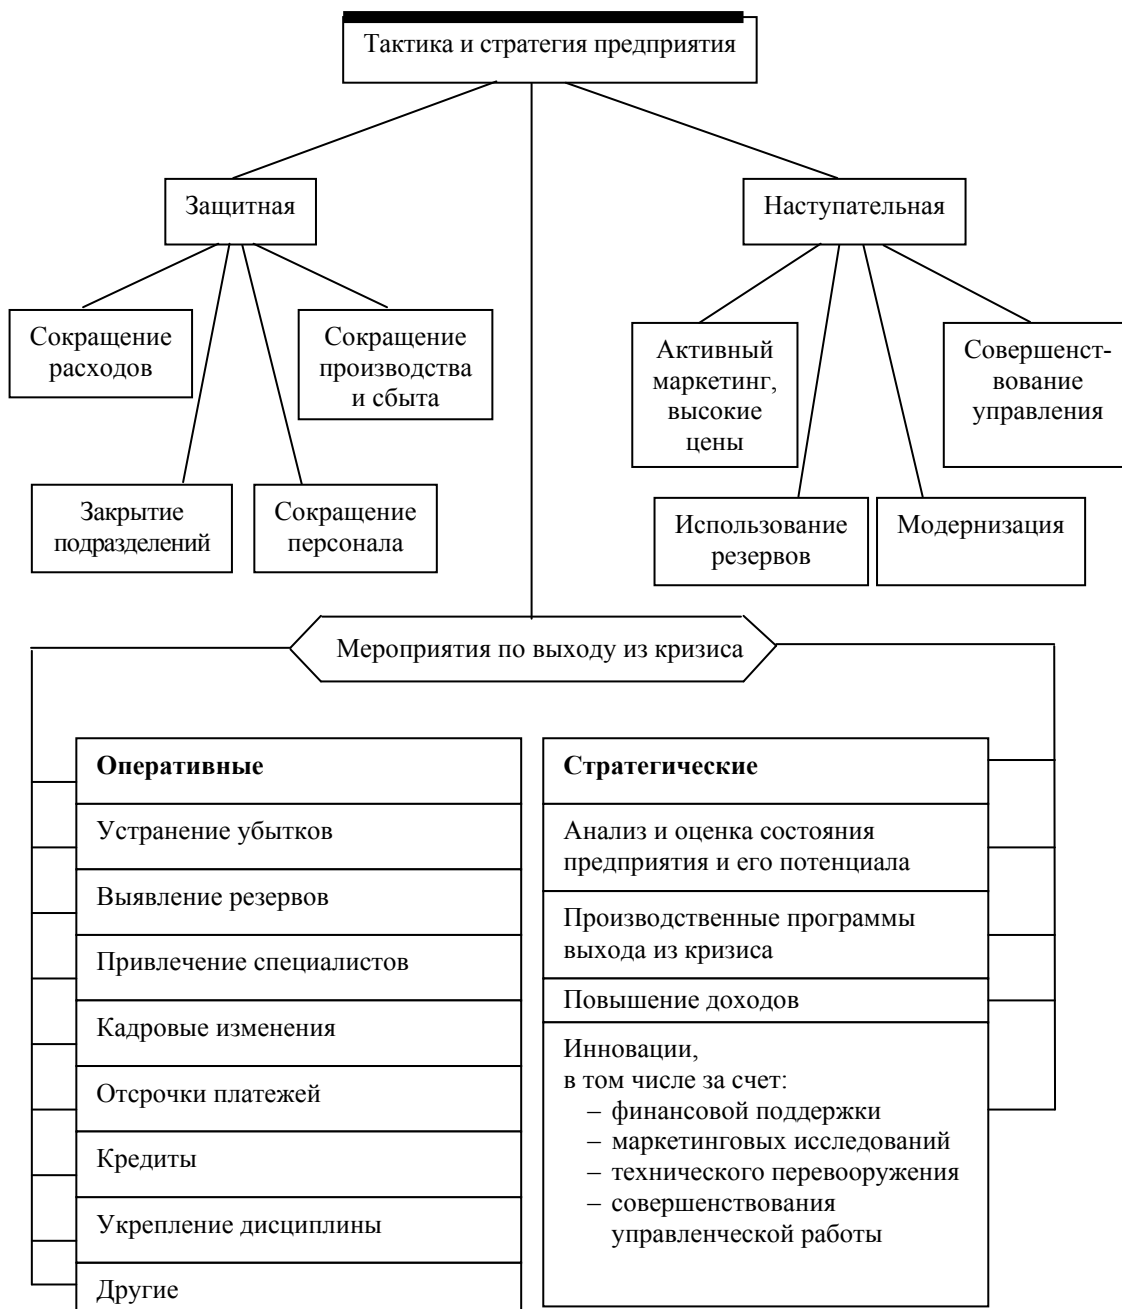 Тактика и стратегия предприятия
Защитная
Наступательная
Сокращение
расходов
Сокращение
производства
и сбыта
Активный
маркетинг,
высокие
цены
Совершенст-
вование
управления
Закрытие
подразделений
Сокращение
персонала
Использование
резервов
Модернизация
Мероприятия по выходу из кризиса
Оперативные
Устранение убытков
Выявление резервов
Привлечение специалистов
Кадровые изменения
Отсрочки платежей
Кредиты
Укрепление дисциплины
Другие
Стратегические
Анализ и оценка состояния
предприятия и его потенциала
Производственные программы
выхода из кризиса
Повышение доходов
Инновации,
в том числе за счет:
– финансовой поддержки
– маркетинговых исследований
– технического перевооружения
– совершенствования
управленческой работы